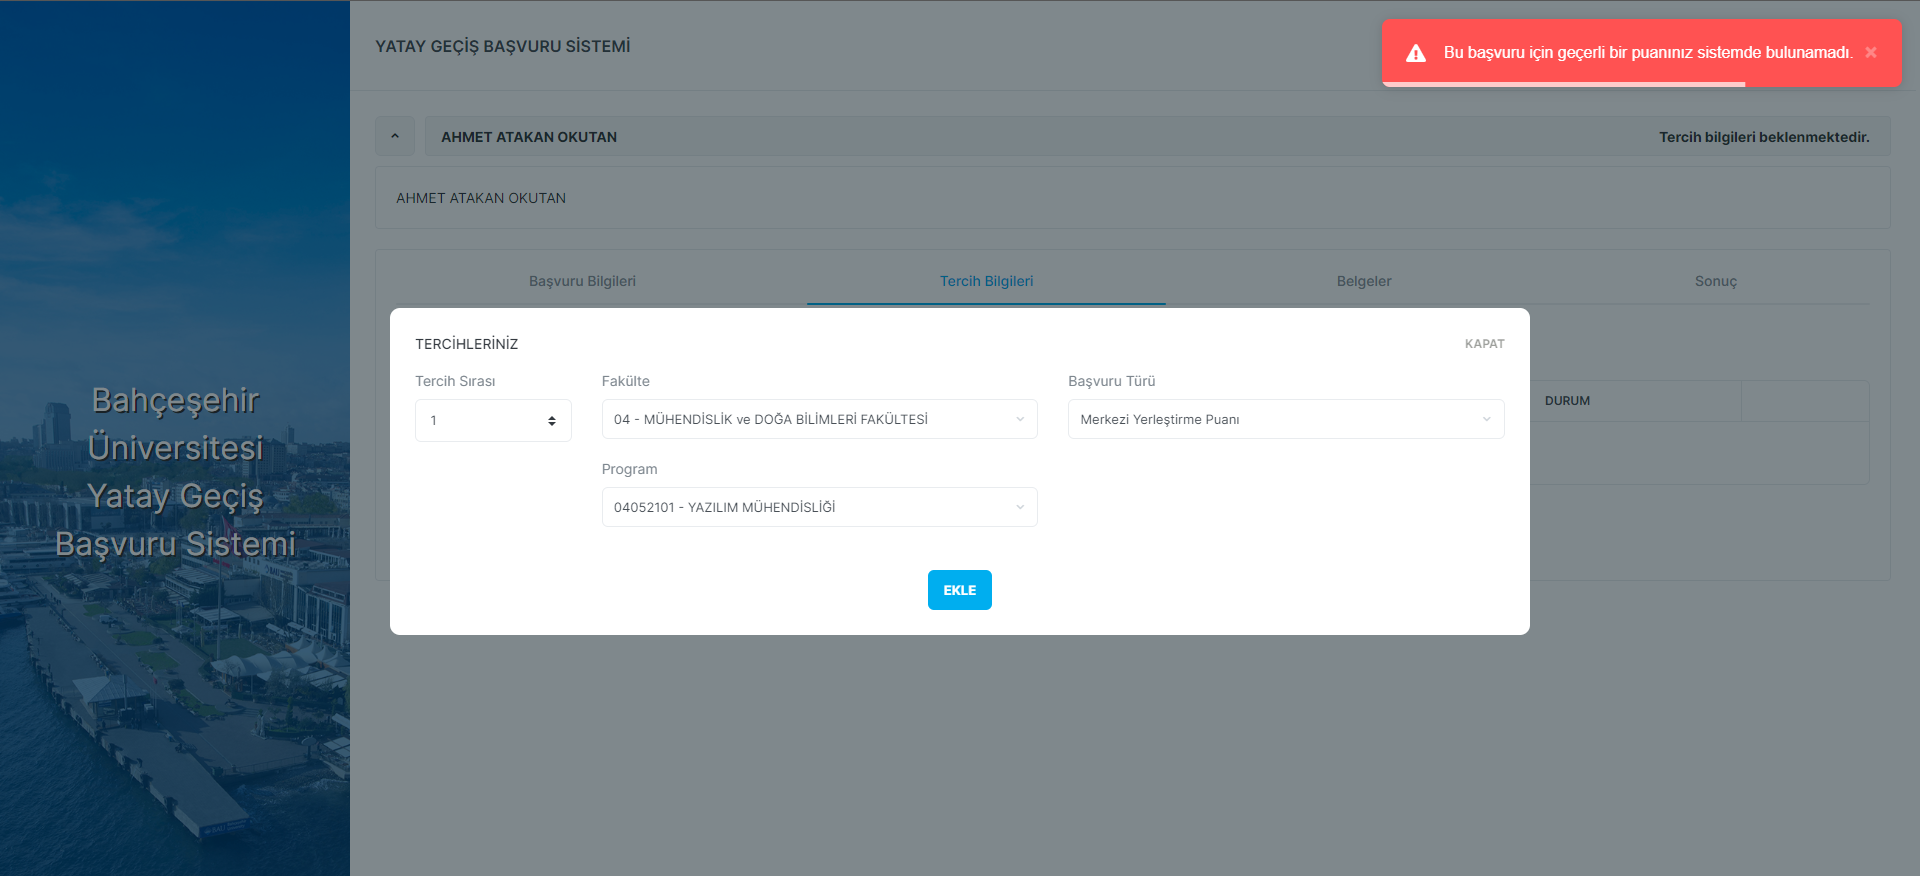 Bahçeşehir
Üniversitesi
Yatay Geçiş
Başvuru Sistemi
YATAY GEÇİŞ BAŞVURU SİSTEMİ
Bu başvuru için geçerli bir puanınız sistemde bulunamadı.
AHMET ATAKAN OKUTAN
Tercih bilgileri beklenmektedir.
AHMET ATAKAN OKUTAN
Başvuru Bilgileri
Tercih Bilgileri
Belgeler
Sonuç
TERCİHLERİNİZ
KAPAT
Tercih Sırası
Fakülte
Başvuru Türü
1
04 - MÜHENDİSLİK ve DOĞA BİLİMLERİ FAKÜLTESİ
Merkezi Yerleştirme Puanı
DURUM
Program
04052101 - YAZILIM MÜHENDİSLİĞİ
EKLE